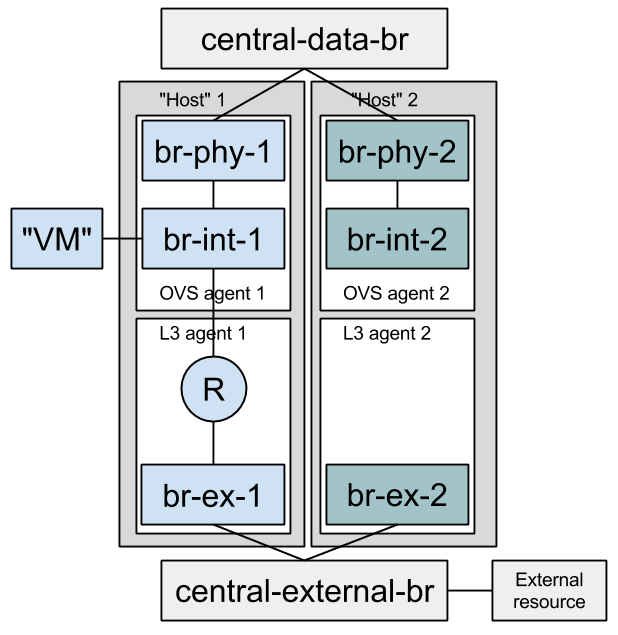 central-data-br
"Host" 1
"Host" 2
br-phy-1
br-phy-2
"VM"
br-int-1
br-int-2
OVS agent 1
OVS agent 2
L3 agent 1
L3 agent 2
R
br-ex-1
br-ex-2
central-external-br
External
resource